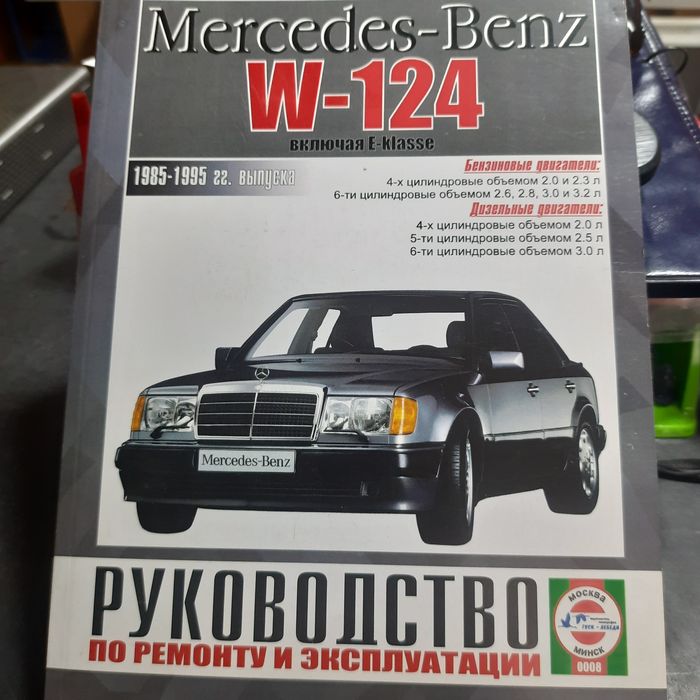 Mercedes-Benz
W-124
включая E-klasse
1985-1995 гг. выпуска
Бензиновые двигатели:
4-х цилиндровые объемом 2.0 и 2.3 л
6-ти цилиндровые объемом 2.6, 2.8, 3.0 и 3.2 л
Дизельные двигатели:
4-х цилиндровые объемом 2.0 л
5-ти цилиндровые объемом 2.5 л
6-ти цилиндровые объемом 3.0 л
Mercedes-Benz
РУКОВОДСТВО
ПО РЕМОНТУ И ЭКСПЛУАТАЦИИ
МОСКВА
ГУСИ - ЛЕБЕДИ
МИНСК
0008